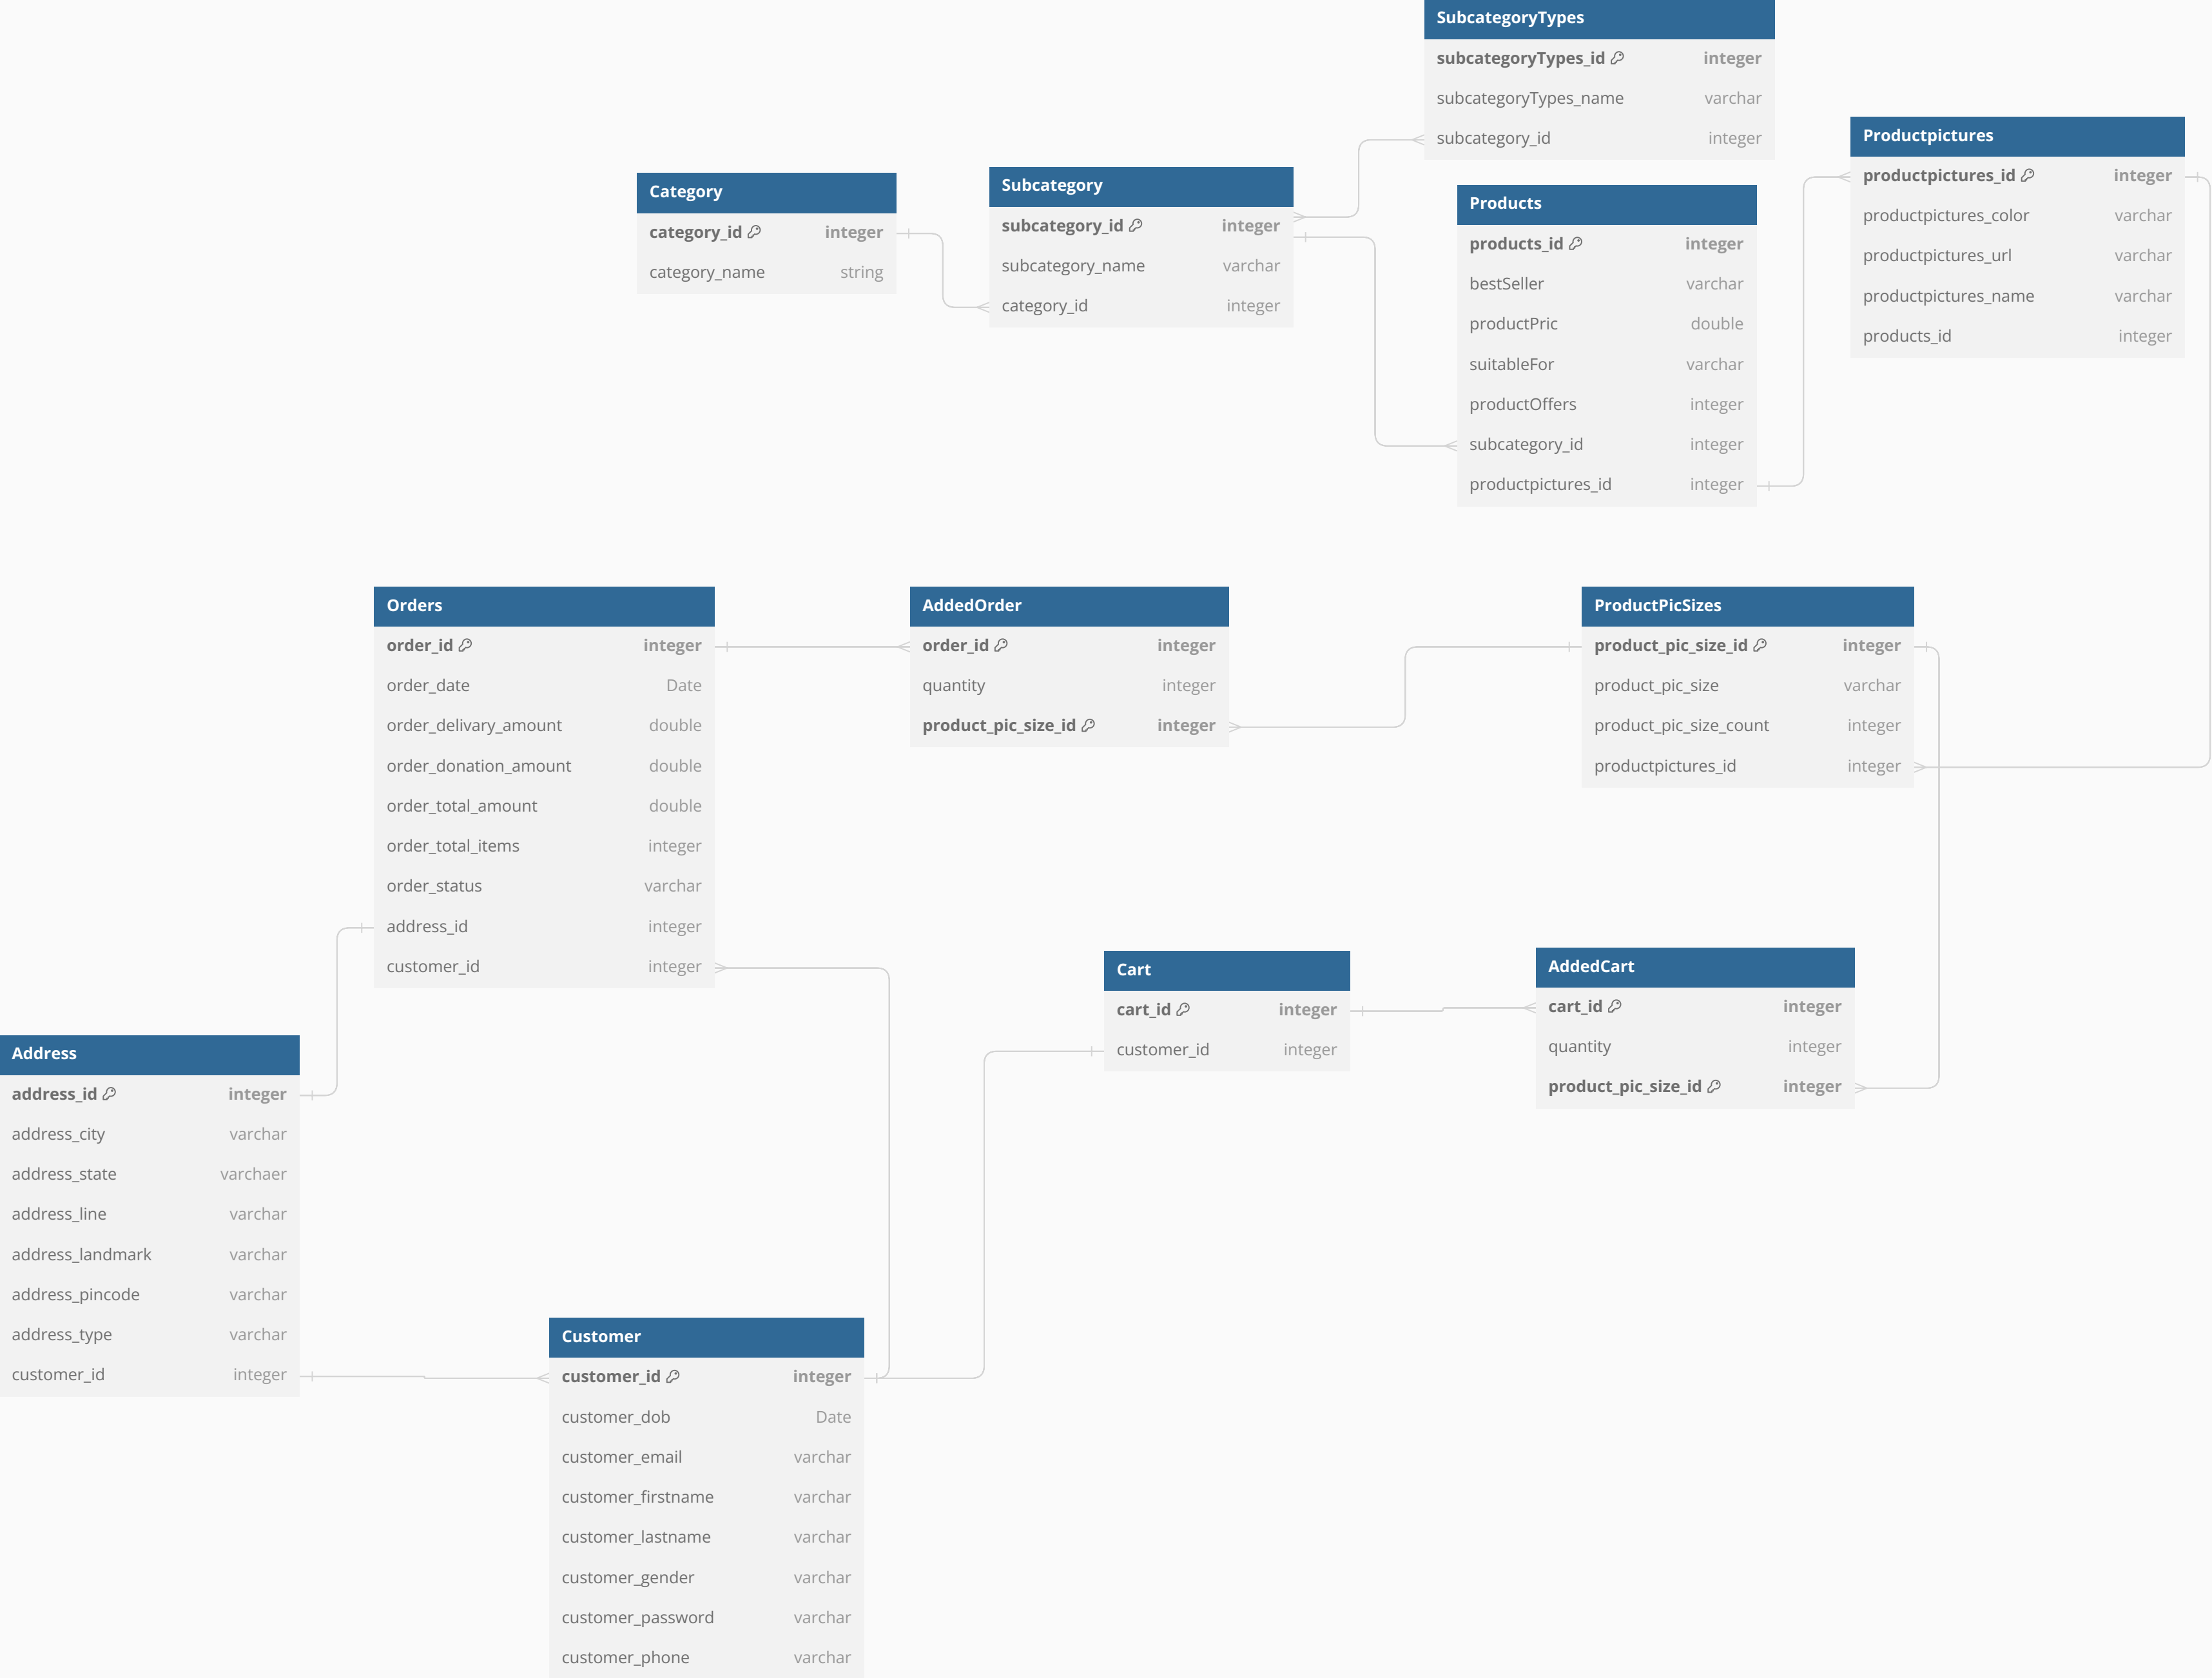 SubcategoryTypes
subcategoryTypes_id integer
subcategoryTypes_name varchar
subcategory_id integer
Productpictures
productpictures_id integer
productpictures_color varchar
productpictures_url varchar
productpictures_name varchar
products_id integer
Category
category_id integer
category_name string
Subcategory
subcategory_id integer
subcategory_name varchar
category_id integer
Products
products_id integer
bestSeller varchar
productPric double
suitableFor varchar
productOffers integer
subcategory_id integer
productpictures_id integer
Orders
order_id integer
order_date Date
order_delivary_amount double
order_donation_amount double
order_total_amount double
order_total_items integer
order_status varchar
address_id integer
customer_id integer
AddedOrder
order_id integer
quantity integer
product_pic_size_id integer
ProductPicSizes
product_pic_size_id integer
product_pic_size varchar
product_pic_size_count integer
productpictures_id integer
Cart
cart_id integer
customer_id integer
AddedCart
cart_id integer
quantity integer
product_pic_size_id integer
Address
address_id integer
address_city varchar
address_state varchaer
address_line varchar
address_landmark varchar
address_pincode varchar
address_type varchar
customer_id integer
Customer
customer_id integer
customer_dob Date
customer_email varchar
customer_firstname varchar
customer_lastname varchar
customer_gender varchar
customer_password varchar
customer_phone varchar